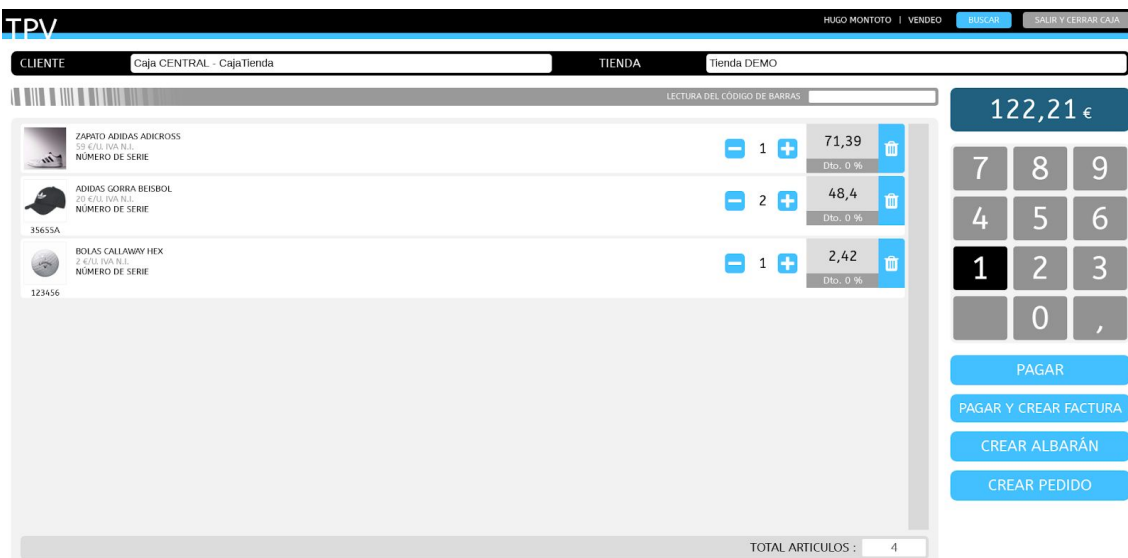 TPV
HUGO MONTOTO | VENDEO
BUSCAR
SALIR Y CERRAR CAJA
CLIENTE
Caja CENTRAL - CajaTienda
TIENDA
Tienda DEMO
LECTURA DEL CÓDIGO DE BARRAS
122,21 €
ZAPATO ADIDAS ADICROSS
59 €/U. IVA N.I.
NÚMERO DE SERIE
1
71,39
Dto. 0 %
ADIDAS GORRA BEISBOL
20 €/U. IVA N.I.
NÚMERO DE SERIE
35655A
2
48,4
Dto. 0 %
BOLAS CALLAWAY HEX
2 €/U. IVA N.I.
NÚMERO DE SERIE
123456
1
2,42
Dto. 0 %
7 8 9
4 5 6
1 2 3
0 ,
PAGAR
PAGAR Y CREAR FACTURA
CREAR ALBARÁN
CREAR PEDIDO
TOTAL ARTICULOS : 4